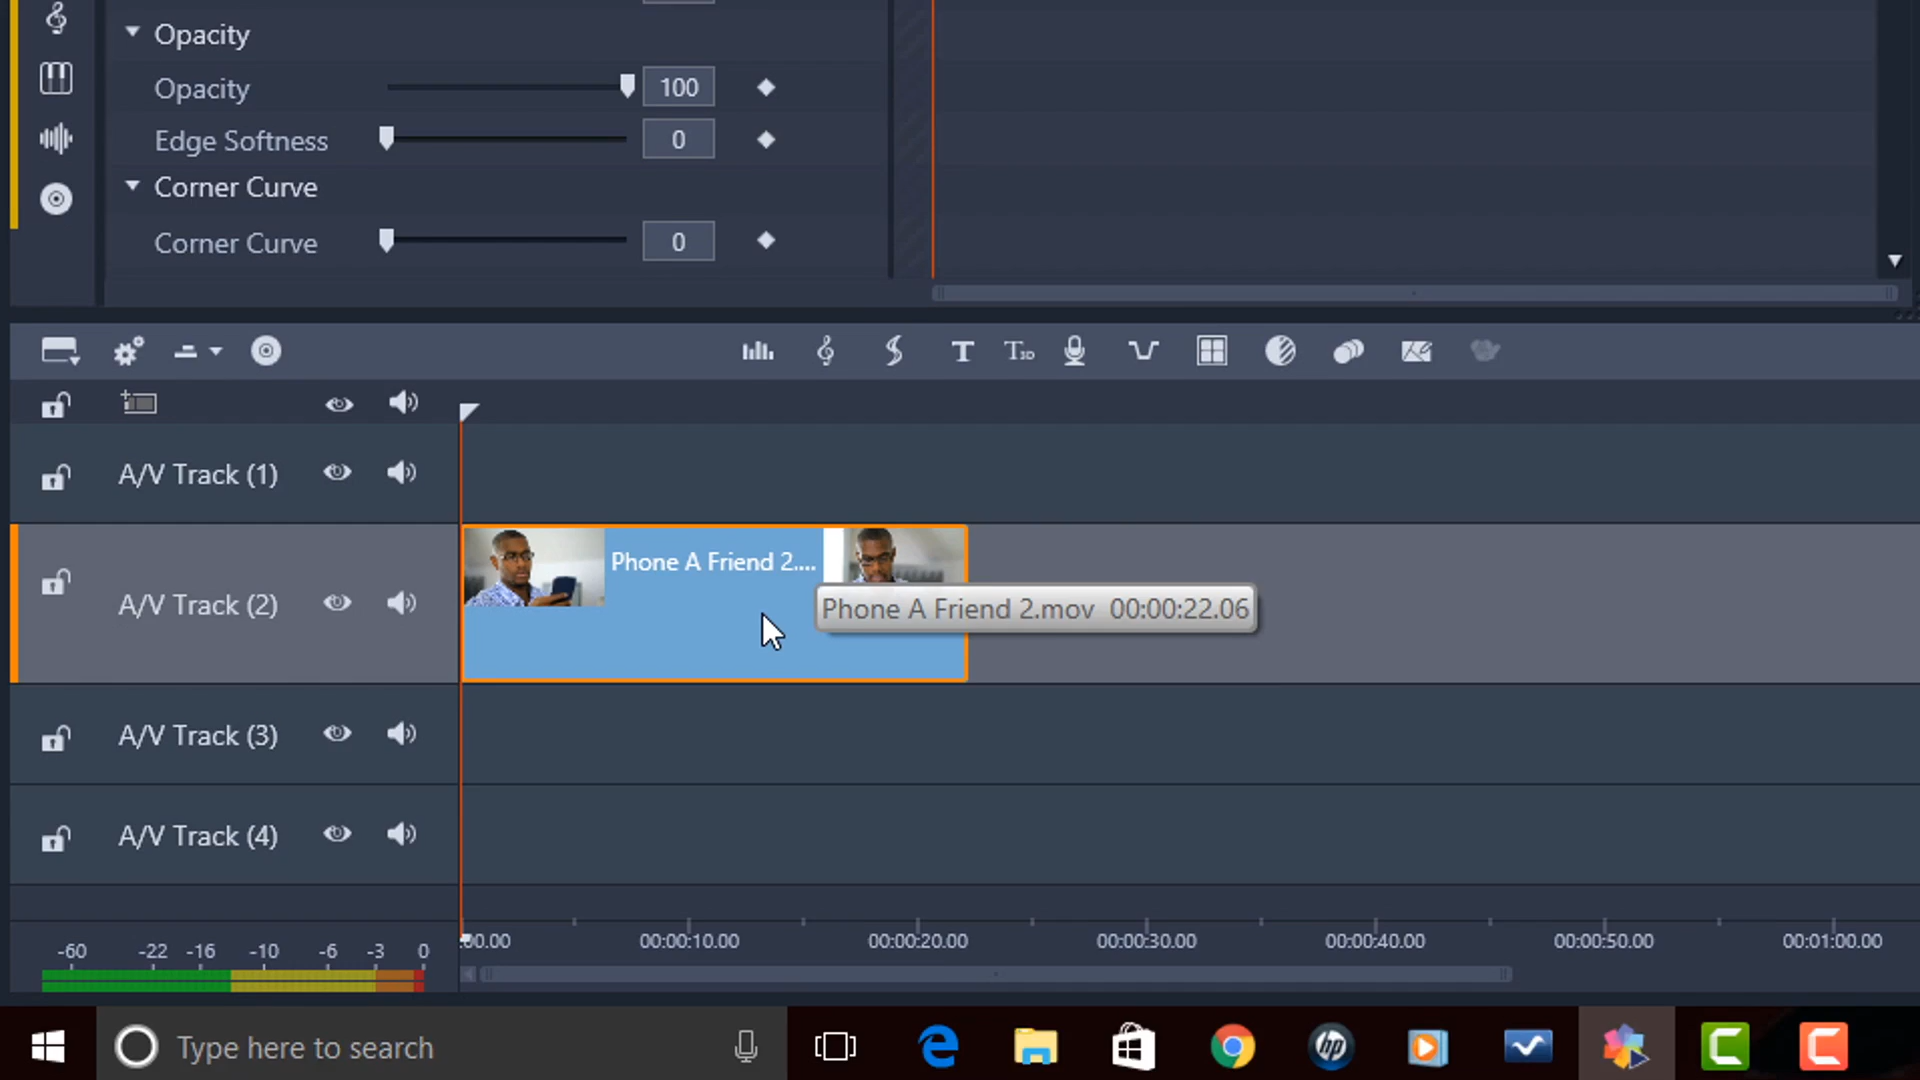 Opacity
Opacity 100
Edge Softness 0
Corner Curve
Corner Curve 0
T T3D
A/V Track (1)
Phone A Friend 2....
A/V Track (2)
Phone A Friend 2.mov 00:00:22.06
A/V Track (3)
A/V Track (4)
-60 -22 -16 -10 -6 -3 0
:00.00 00:00:10.00 00:00:20.00 00:00:30.00 00:00:40.00 00:00:50.00 00:01:00.00
Type here to search
hp